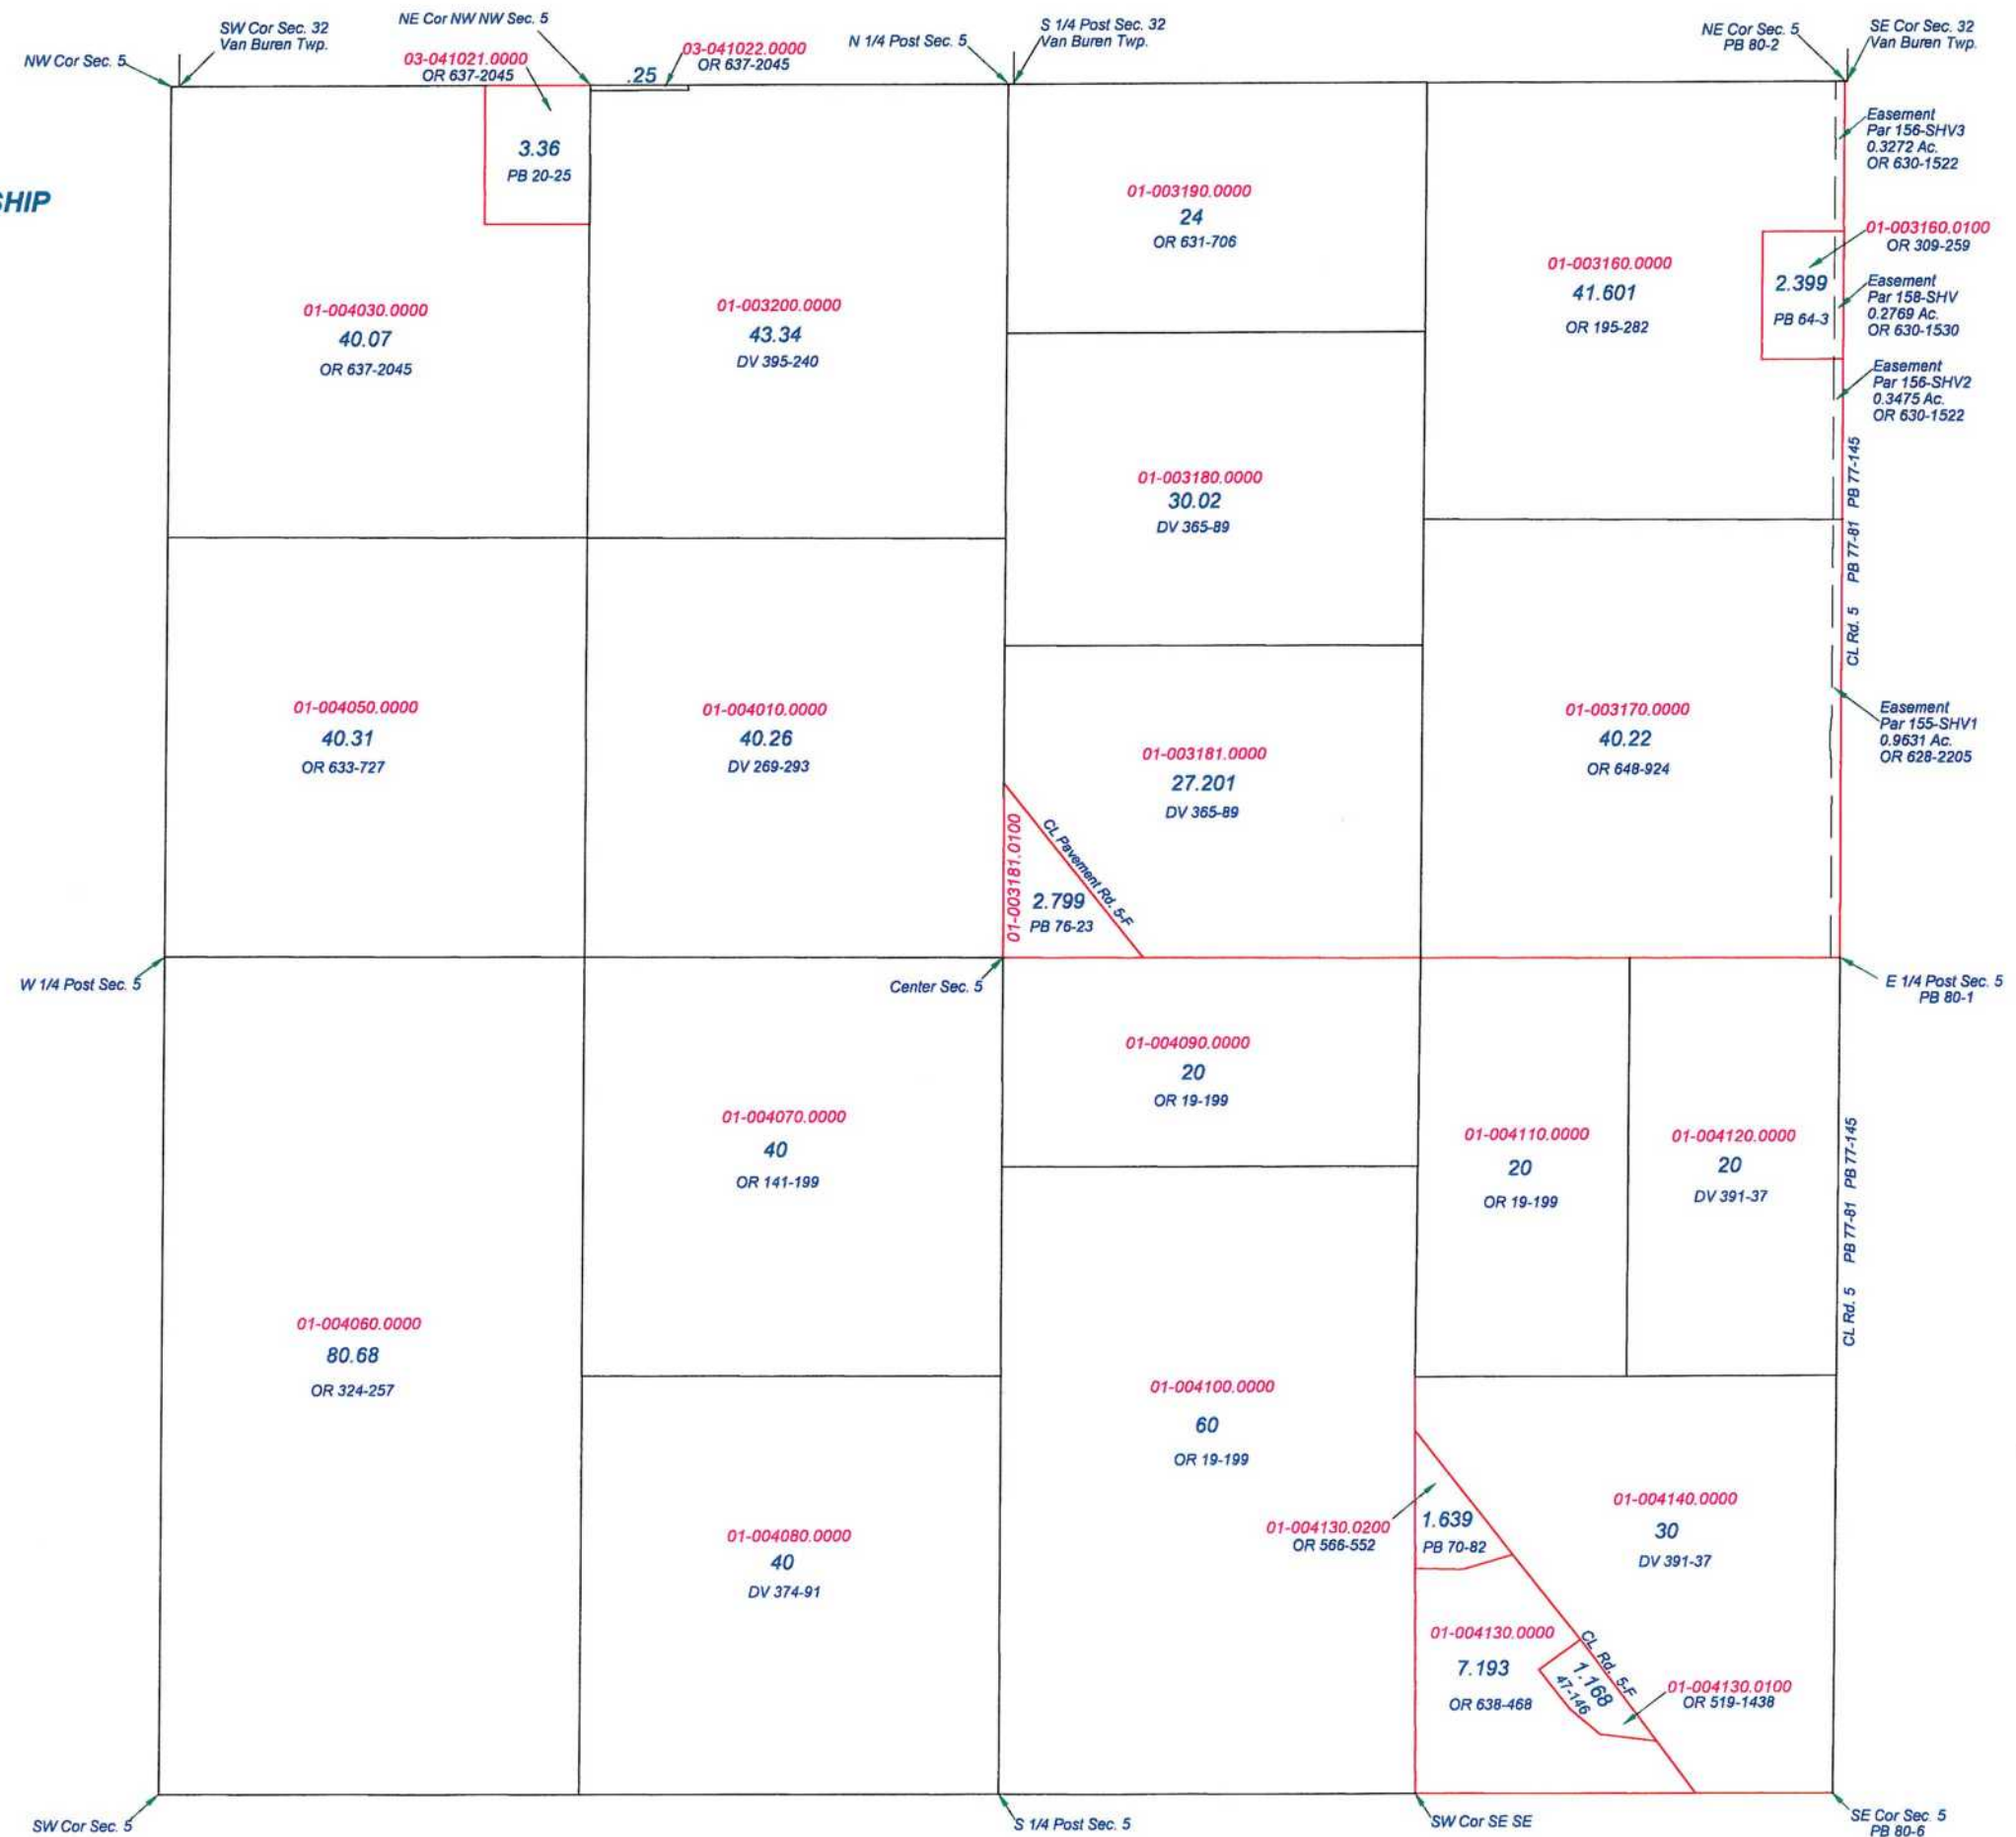 NW Cor Sec. 5
SW Cor Sec. 32
Van Buren Twp.
NE Cor NW NW Sec. 5
03-041021.0000
OR 637-2045
.25
03-041022.0000
OR 637-2045
N 1/4 Post Sec. 5
S 1/4 Post Sec. 32
Van Buren Twp.
NE Cor Sec. 5
PB 80-2
SE Cor Sec. 32
Van Buren Twp.
SHIP
3.36
PB 20-25
01-004030.0000
40.07
OR 637-2045
01-003200.0000
43.34
DV 395-240
01-003190.0000
24
OR 631-706
01-003160.0000
41.601
OR 195-282
2.399
PB 64-3
Easement
Par 156-SHV3
0.3272 Ac.
OR 630-1522
01-003160.0100
OR 309-259
Easement
Par 158-SHV
0.2769 Ac.
OR 630-1530
Easement
Par 156-SHV2
0.3475 Ac.
OR 630-1522
01-003180.0000
30.02
DV 365-89
CL Rd. 5 PB 77-81 PB 77-145
01-004050.0000
40.31
OR 633-727
01-004010.0000
40.26
DV 269-293
01-003181.0000
27.201
DV 365-89
01-003170.0000
40.22
OR 648-924
Easement
Par 155-SHV1
0.9631 Ac.
OR 628-2205
01-003181.0100
2.799
PB 76-23
CL Pavement Rd. 5-F
W 1/4 Post Sec. 5
Center Sec. 5
E 1/4 Post Sec. 5
PB 80-1
01-004090.0000
20
OR 19-199
01-004070.0000
40
OR 141-199
01-004110.0000
20
OR 19-199
01-004120.0000
20
DV 391-37
CL Rd. 5 PB 77-81 PB 77-145
01-004060.0000
80.68
OR 324-257
01-004100.0000
60
OR 19-199
01-004080.0000
40
DV 374-91
01-004130.0200
OR 566-552
1.639
PB 70-82
01-004140.0000
30
DV 391-37
01-004130.0000
7.193
OR 638-468
CL Rd. 5-F
1.168
47-146
01-004130.0100
OR 519-1438
SW Cor Sec. 5
S 1/4 Post Sec. 5
SW Cor SE SE
SE Cor Sec. 5
PB 80-6